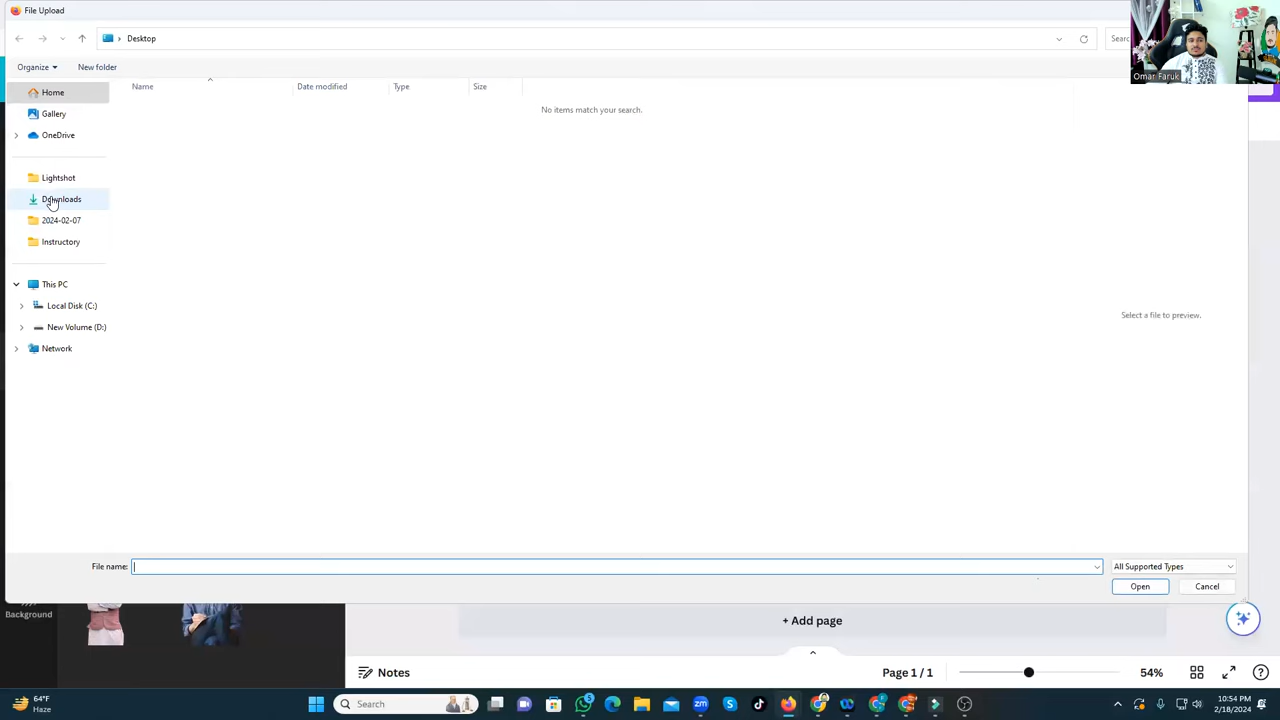 File Upload
Desktop
Sear
Omar Faruk
Organize
New folder
Home
Name
Date modified
Type
Size
Gallery
No items match your search.
OneDrive
Lightshot
Downloads
2024-02-07
Instructory
This PC
Local Disk (C:)
Select a file to preview.
New Volume (D:)
Network
File name:
All Supported Types
Open
Cancel
Background
+ Add page
Notes
Page 1 / 1
54%
64°F
Haze
Search
10:54 PM
2/18/2024